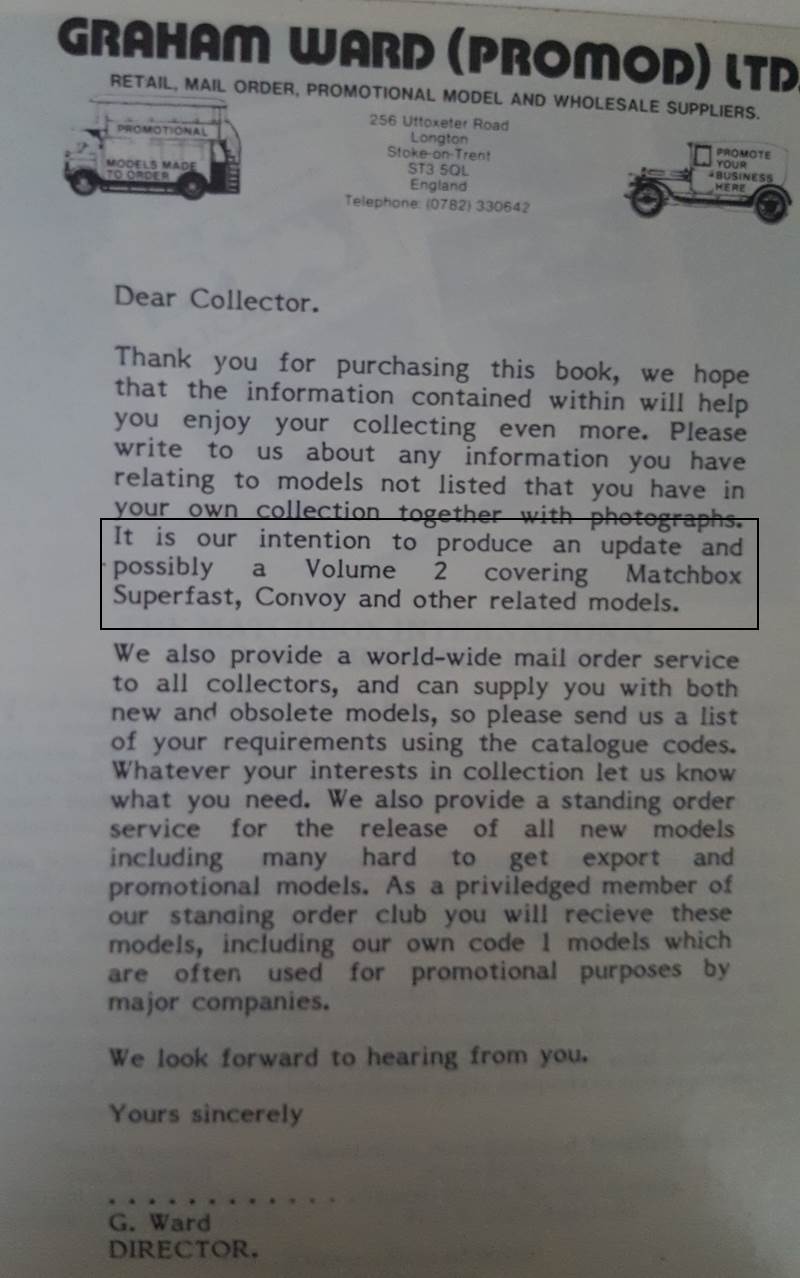 GRAHAM WARD (PROMOD) LTD.
RETAIL, MAIL ORDER, PROMOTIONAL MODEL AND WHOLESALE SUPPLIERS.
PROMOTIONAL
MODELS MADE
TO ORDER
256 Uttoxeter Road
Longton
Stoke-on-Trent
ST3 5QL
England
Telephone: (0782) 330642
PROMOTE
YOUR
BUSINESS
HERE
Dear Collector.
Thank you for purchasing this book, we hope
that the information contained within will help
you enjoy your collecting even more. Please
write to us about any information you have
relating to models not listed that you have in
your own collection together with photographs.
It is our intention to produce an update and
possibly a Volume 2 covering Matchbox
Superfast, Convoy and other related models.
We also provide a world-wide mail order service
to all collectors, and can supply you with both
new and obsolete models, so please send us a list
of your requirements using the catalogue codes.
Whatever your interests in collection let us know
what you need. We also provide a standing order
service for the release of all new models
including many hard to get export and
promotional models. As a priviledged member of
our standing order club you will recieve these
models, including our own code 1 models which
are often used for promotional purposes by
major companies.
We look forward to hearing from you.
Yours sincerely
. . . . . . . . . . . .
G. Ward
DIRECTOR.